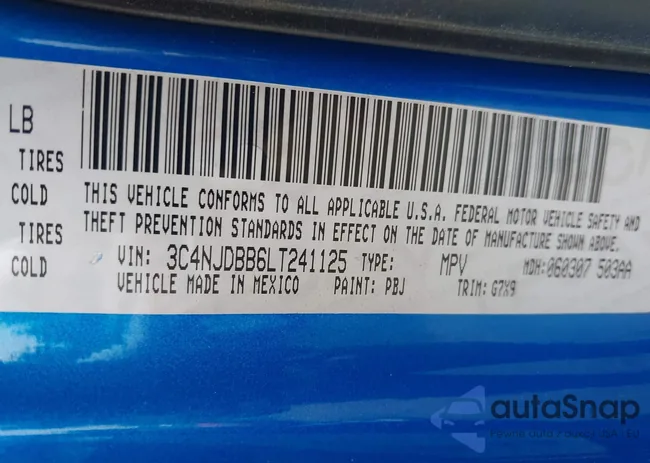 LB
TIRES
COLD THIS VEHICLE CONFORMS TO ALL APPLICABLE U.S.A. FEDERAL MOTOR VEHICLE SAFETY AND
TIRES THEFT PREVENTION STANDARDS IN EFFECT ON THE DATE OF MANUFACTURE SHOWN ABOVE.
COLD VIN: 3C4NJDBB6LT241125 TYPE: MPV MDH: 060307 503AA
VEHICLE MADE IN MEXICO PAINT: PBJ TRIM: G7X9
autaSnap